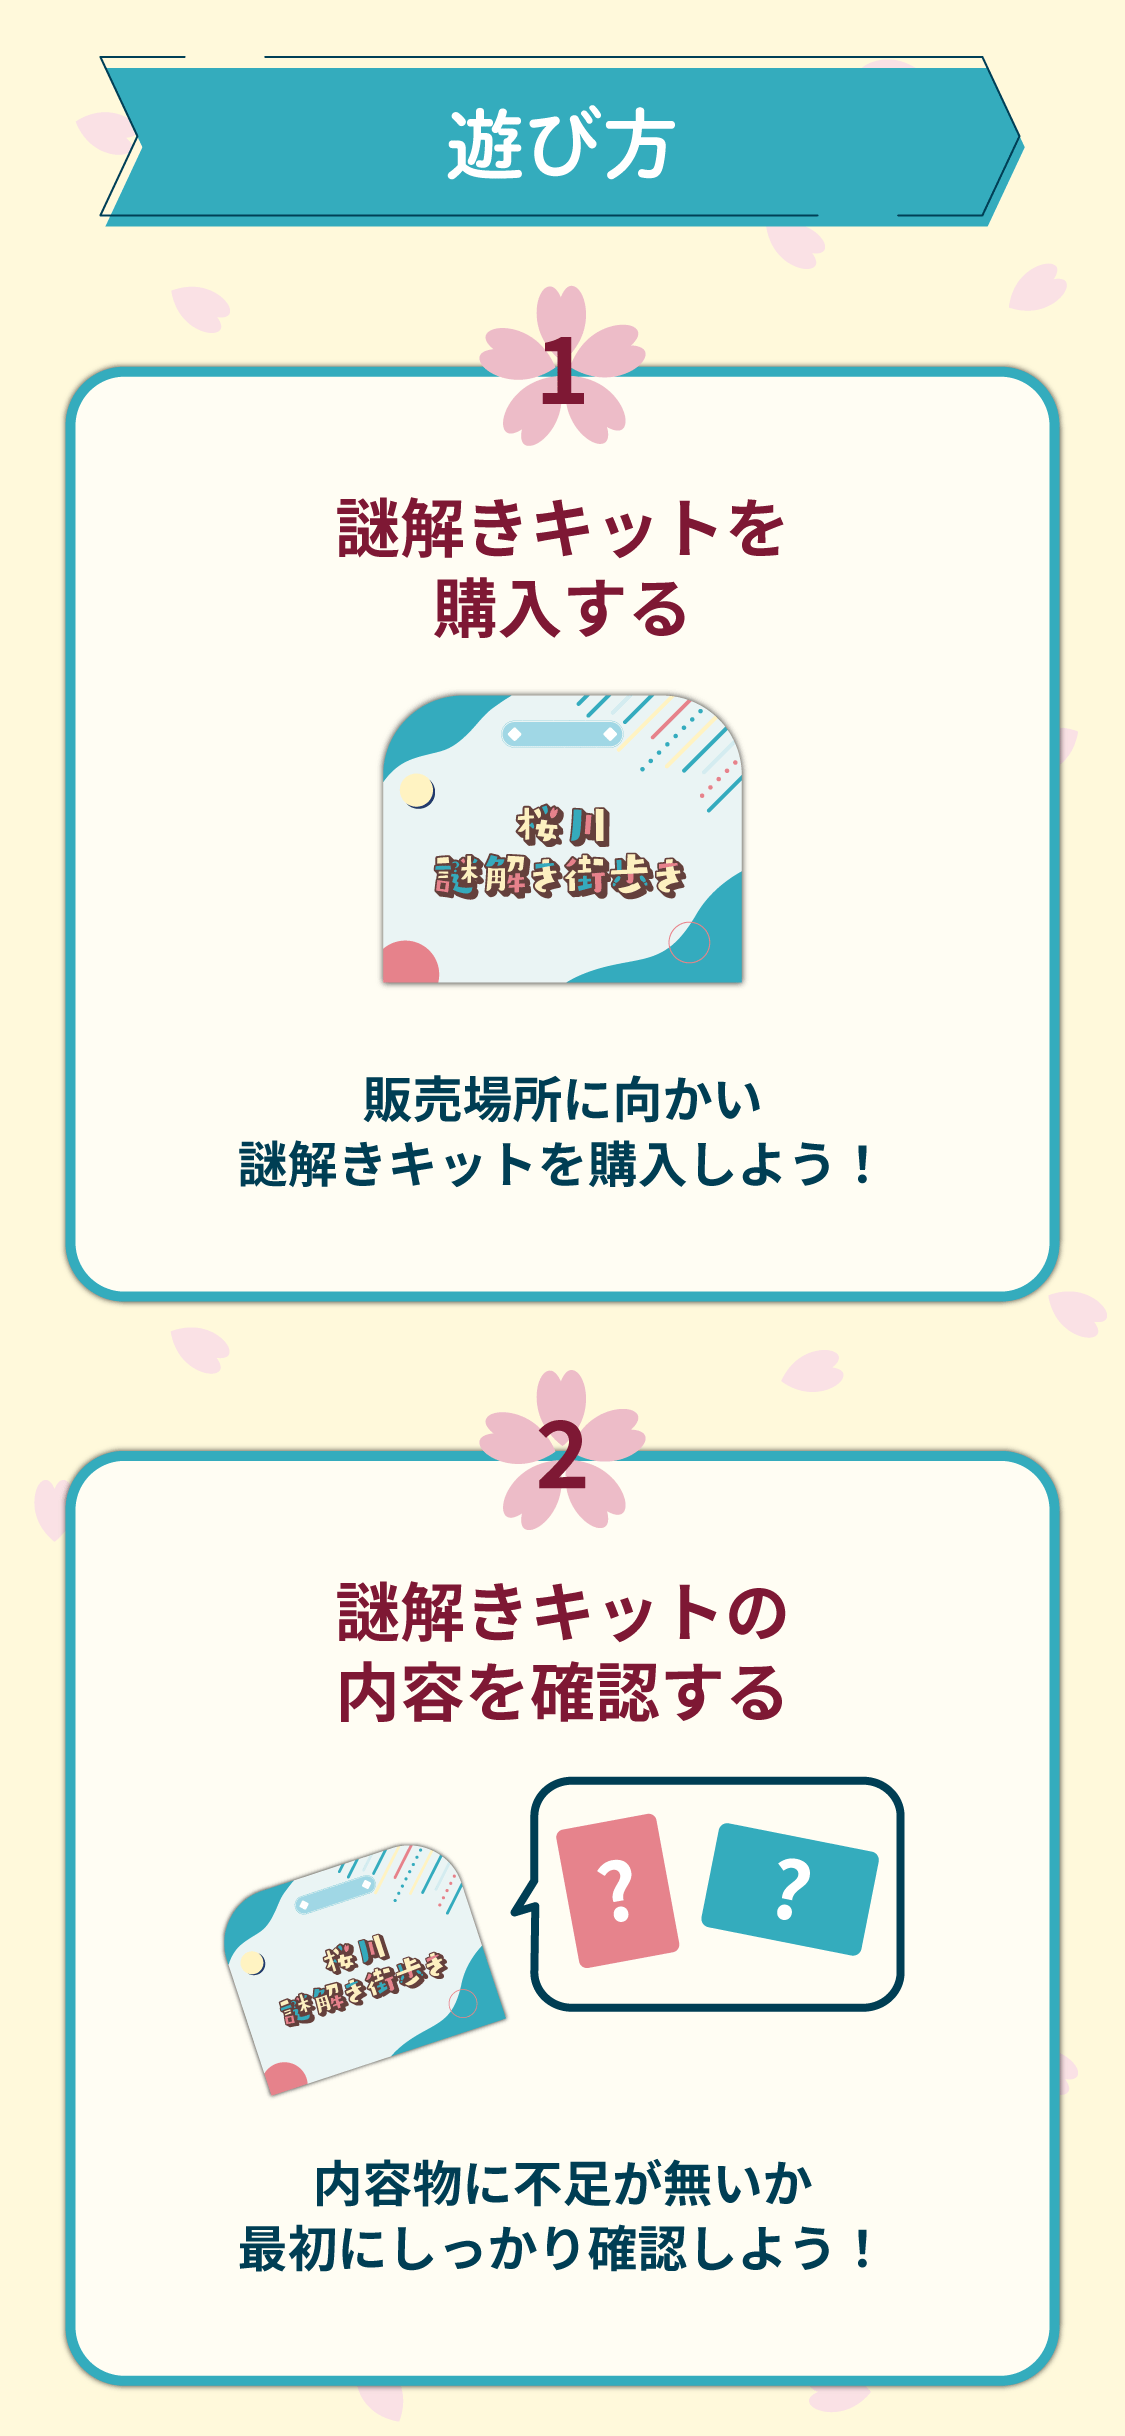 遊び方
1
謎解きキットを
購入する
桜川
謎解き街歩き
販売場所に向かい
謎解きキットを購入しよう！
2
謎解きキットの
内容を確認する
桜川
謎解き街歩き
?
?
内容物に不足が無いか
最初にしっかり確認しよう！